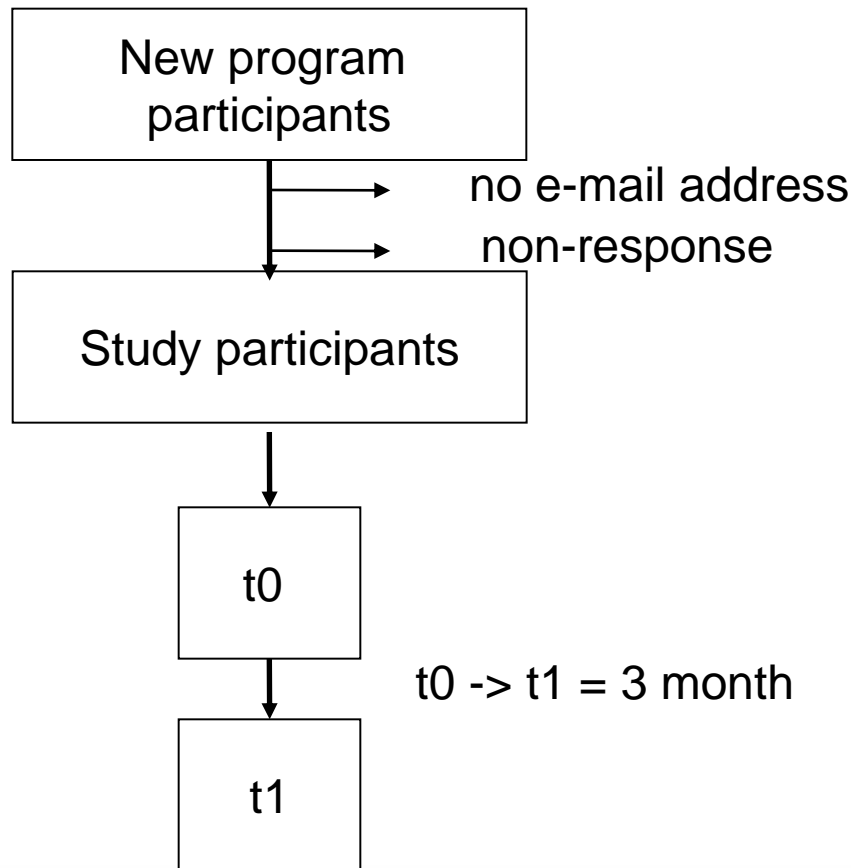 New program
participants
no e-mail address
non-response
Study participants
t0
t0 -> t1 = 3 month
t1